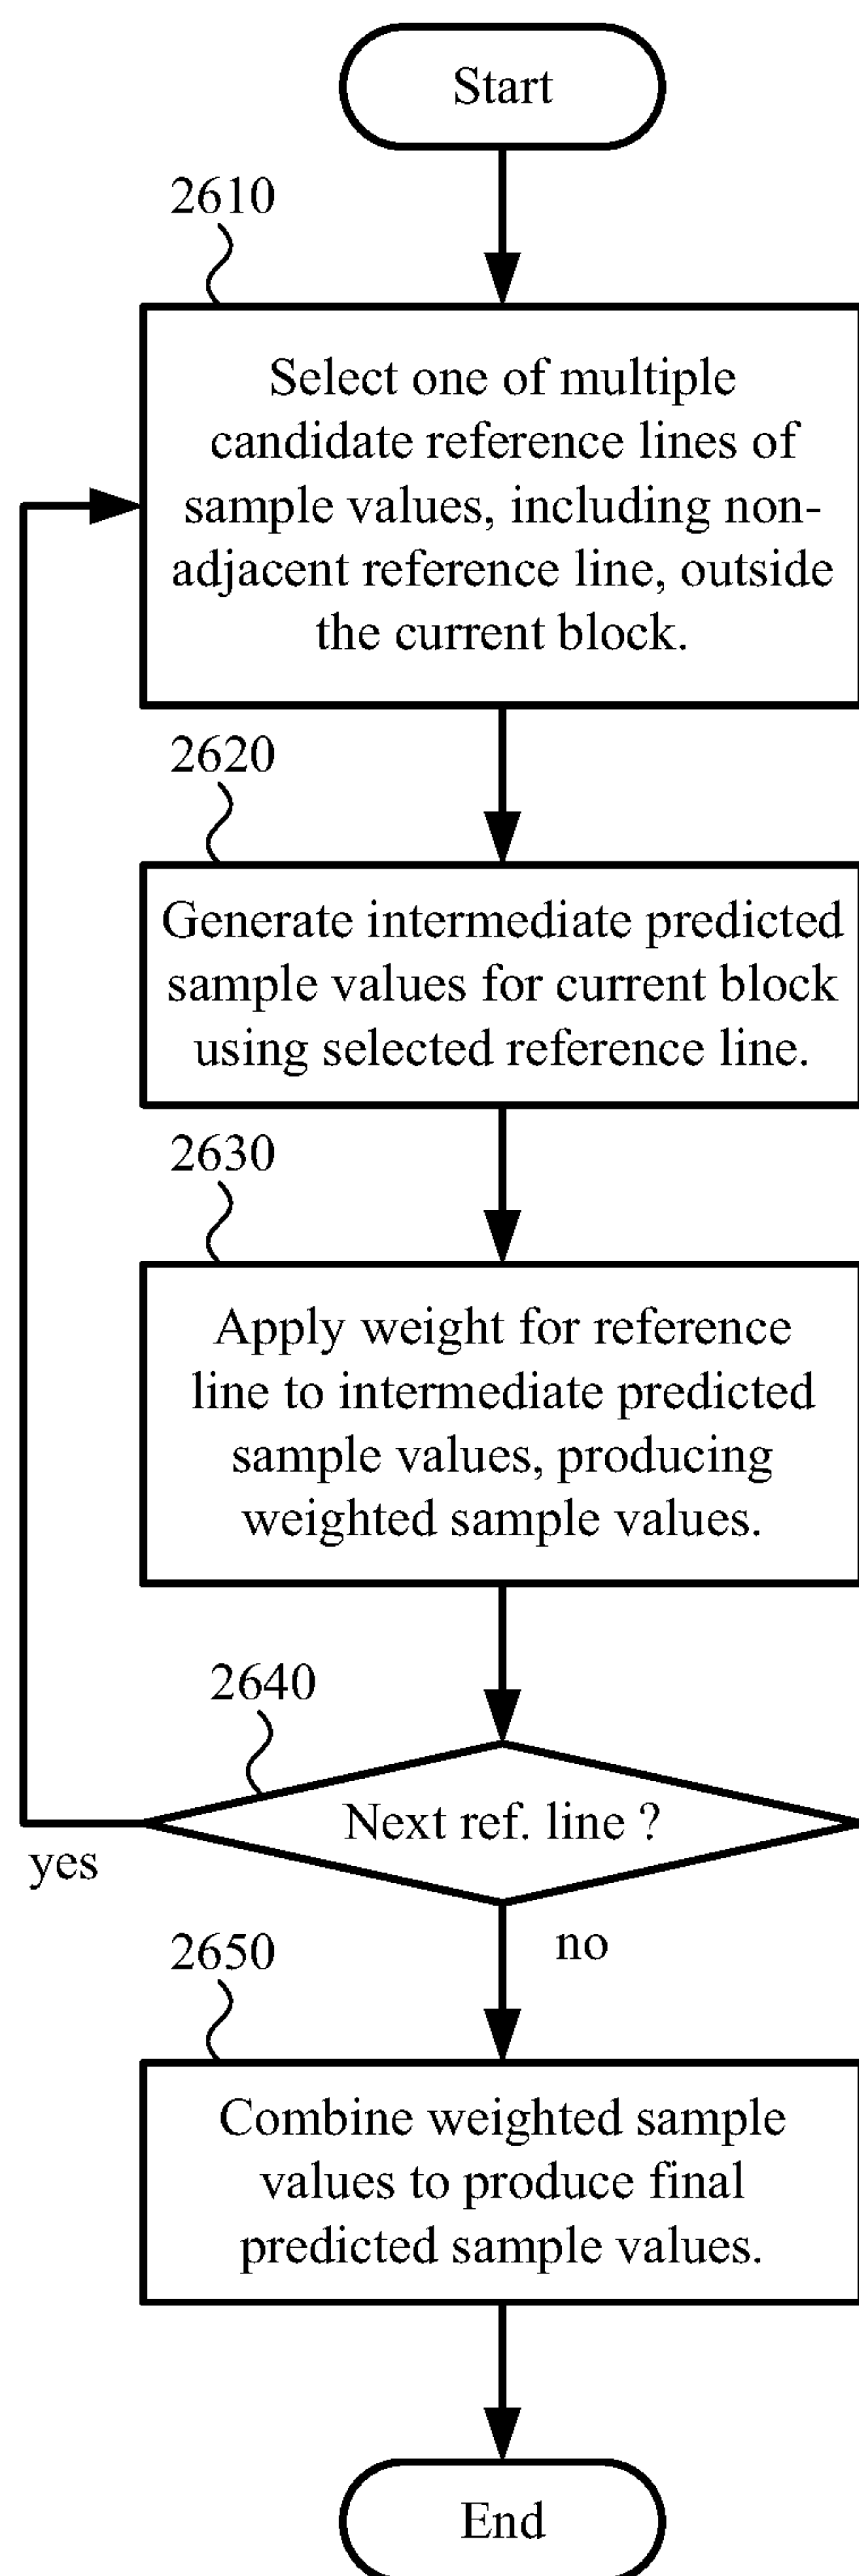 Start
2610
Select one of multiple
candidate reference lines of
sample values, including non-
adjacent reference line, outside
the current block.
2620
Generate intermediate predicted
sample values for current block
using selected reference line.
2630
Apply weight for reference
line to intermediate predicted
sample values, producing
weighted sample values.
2640
Next ref. line ?
yes
no
2650
Combine weighted sample
values to produce final
predicted sample values.
End